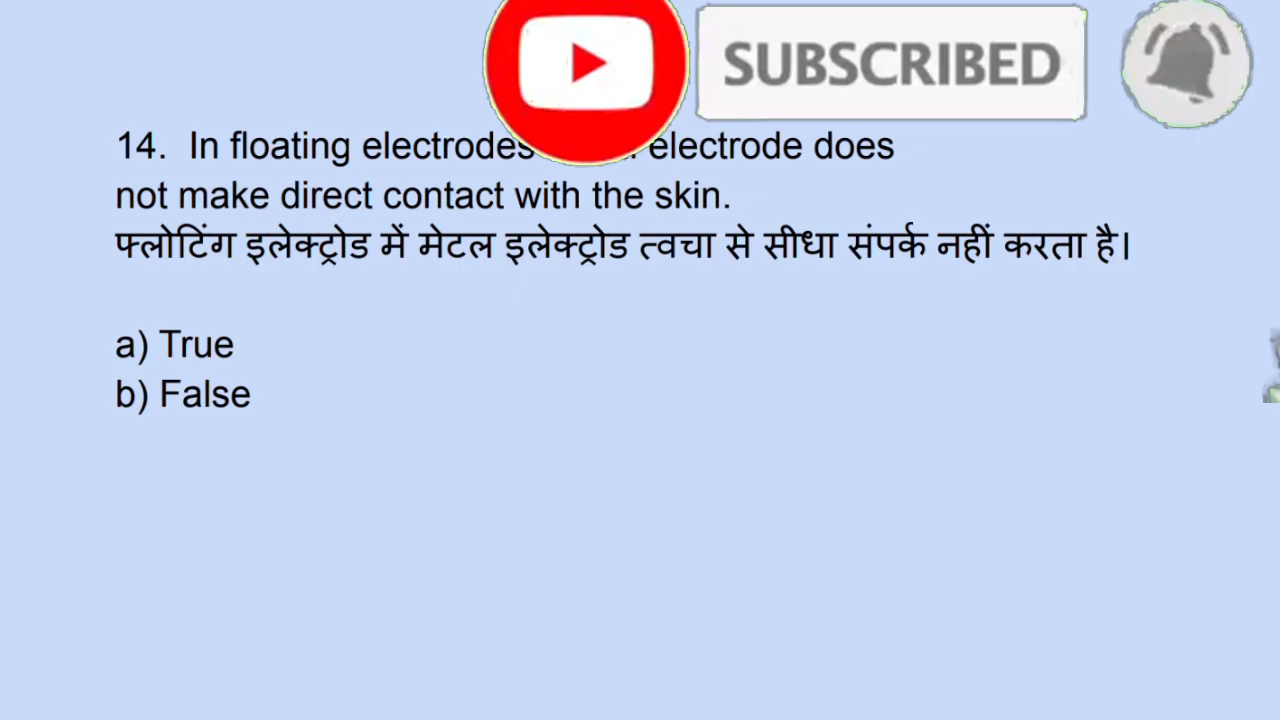 SUBSCRIBED
14. In floating electrodes electrode does
not make direct contact with the skin.
फ्लोटिंग इलेक्ट्रोड में मेटल इलेक्ट्रोड त्वचा से सीधा संपर्क नहीं करता है।
a) True
b) False